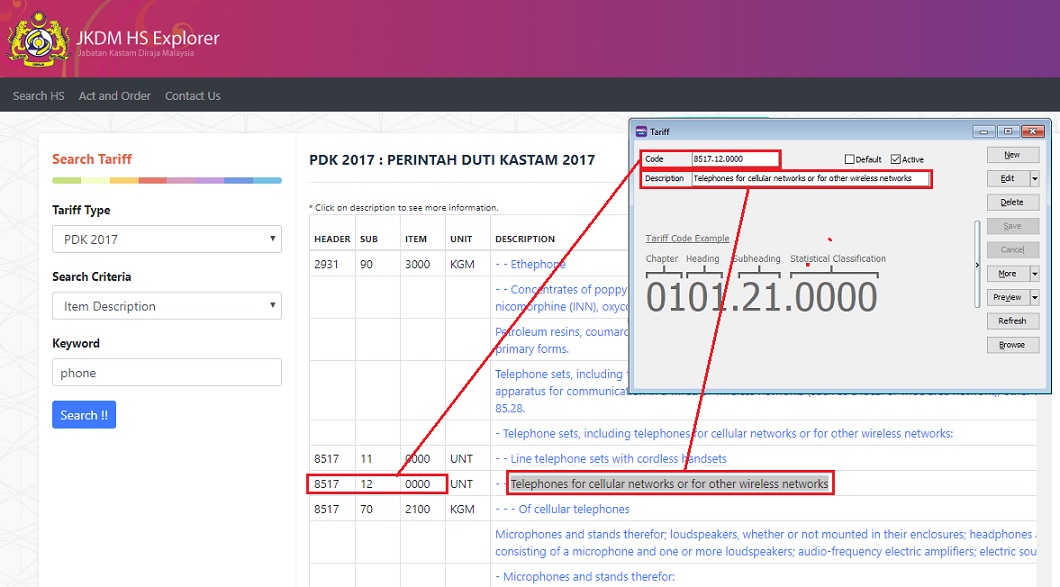 JKDM HS Explorer
Jabatan Kastam Diraja Malaysia
Search HS Act and Order Contact Us
Search Tariff
Tariff Type
PDK 2017
Search Criteria
Item Description
Keyword
phone
Search !!
PDK 2017 : PERINTAH DUTI KASTAM 2017
* Click on description to see more information.
HEADER SUB ITEM UNIT DESCRIPTION
2931 90 3000 KGM - - Ethephone
- - Concentrates of poppy
nicomorphine (INN), oxyco
Petroleum resins, coumaro
primary forms.
Telephone sets, including
apparatus for communication
85.28.
- Telephone sets, including telephones for cellular networks or for other wireless networks:
8517 11 0000 UNT - - Line telephone sets with cordless handsets
8517 12 0000 UNT - - Telephones for cellular networks or for other wireless networks
8517 70 2100 KGM - - - Of cellular telephones
Microphones and stands therefor; loudspeakers, whether or not mounted in their enclosures; headphones
consisting of a microphone and one or more loudspeakers; audio-frequency electric amplifiers; electric sou
- Microphones and stands therefor:
Tariff
Code 8517.12.0000 Default Active
Description Telephones for cellular networks or for other wireless networks
Tariff Code Example
Chapter Heading Subheading Statistical Classification
0101.21.0000
New
Edit
Delete
Save
Cancel
More
Preview
Refresh
Browse